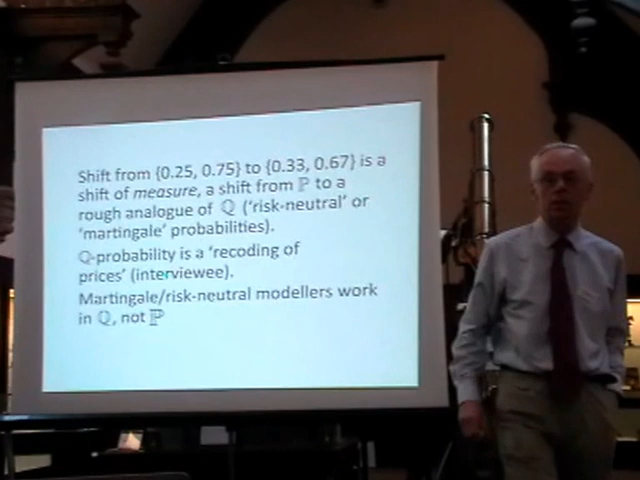 Shift from {0.25, 0.75} to {0.33, 0.67} is a
shift of measure, a shift from ℙ to a
rough analogue of ℚ ('risk-neutral' or
'martingale' probabilities).
ℚ-probability is a 'recoding of
prices' (interviewee).
Martingale/risk-neutral modellers work
in ℚ, not ℙ